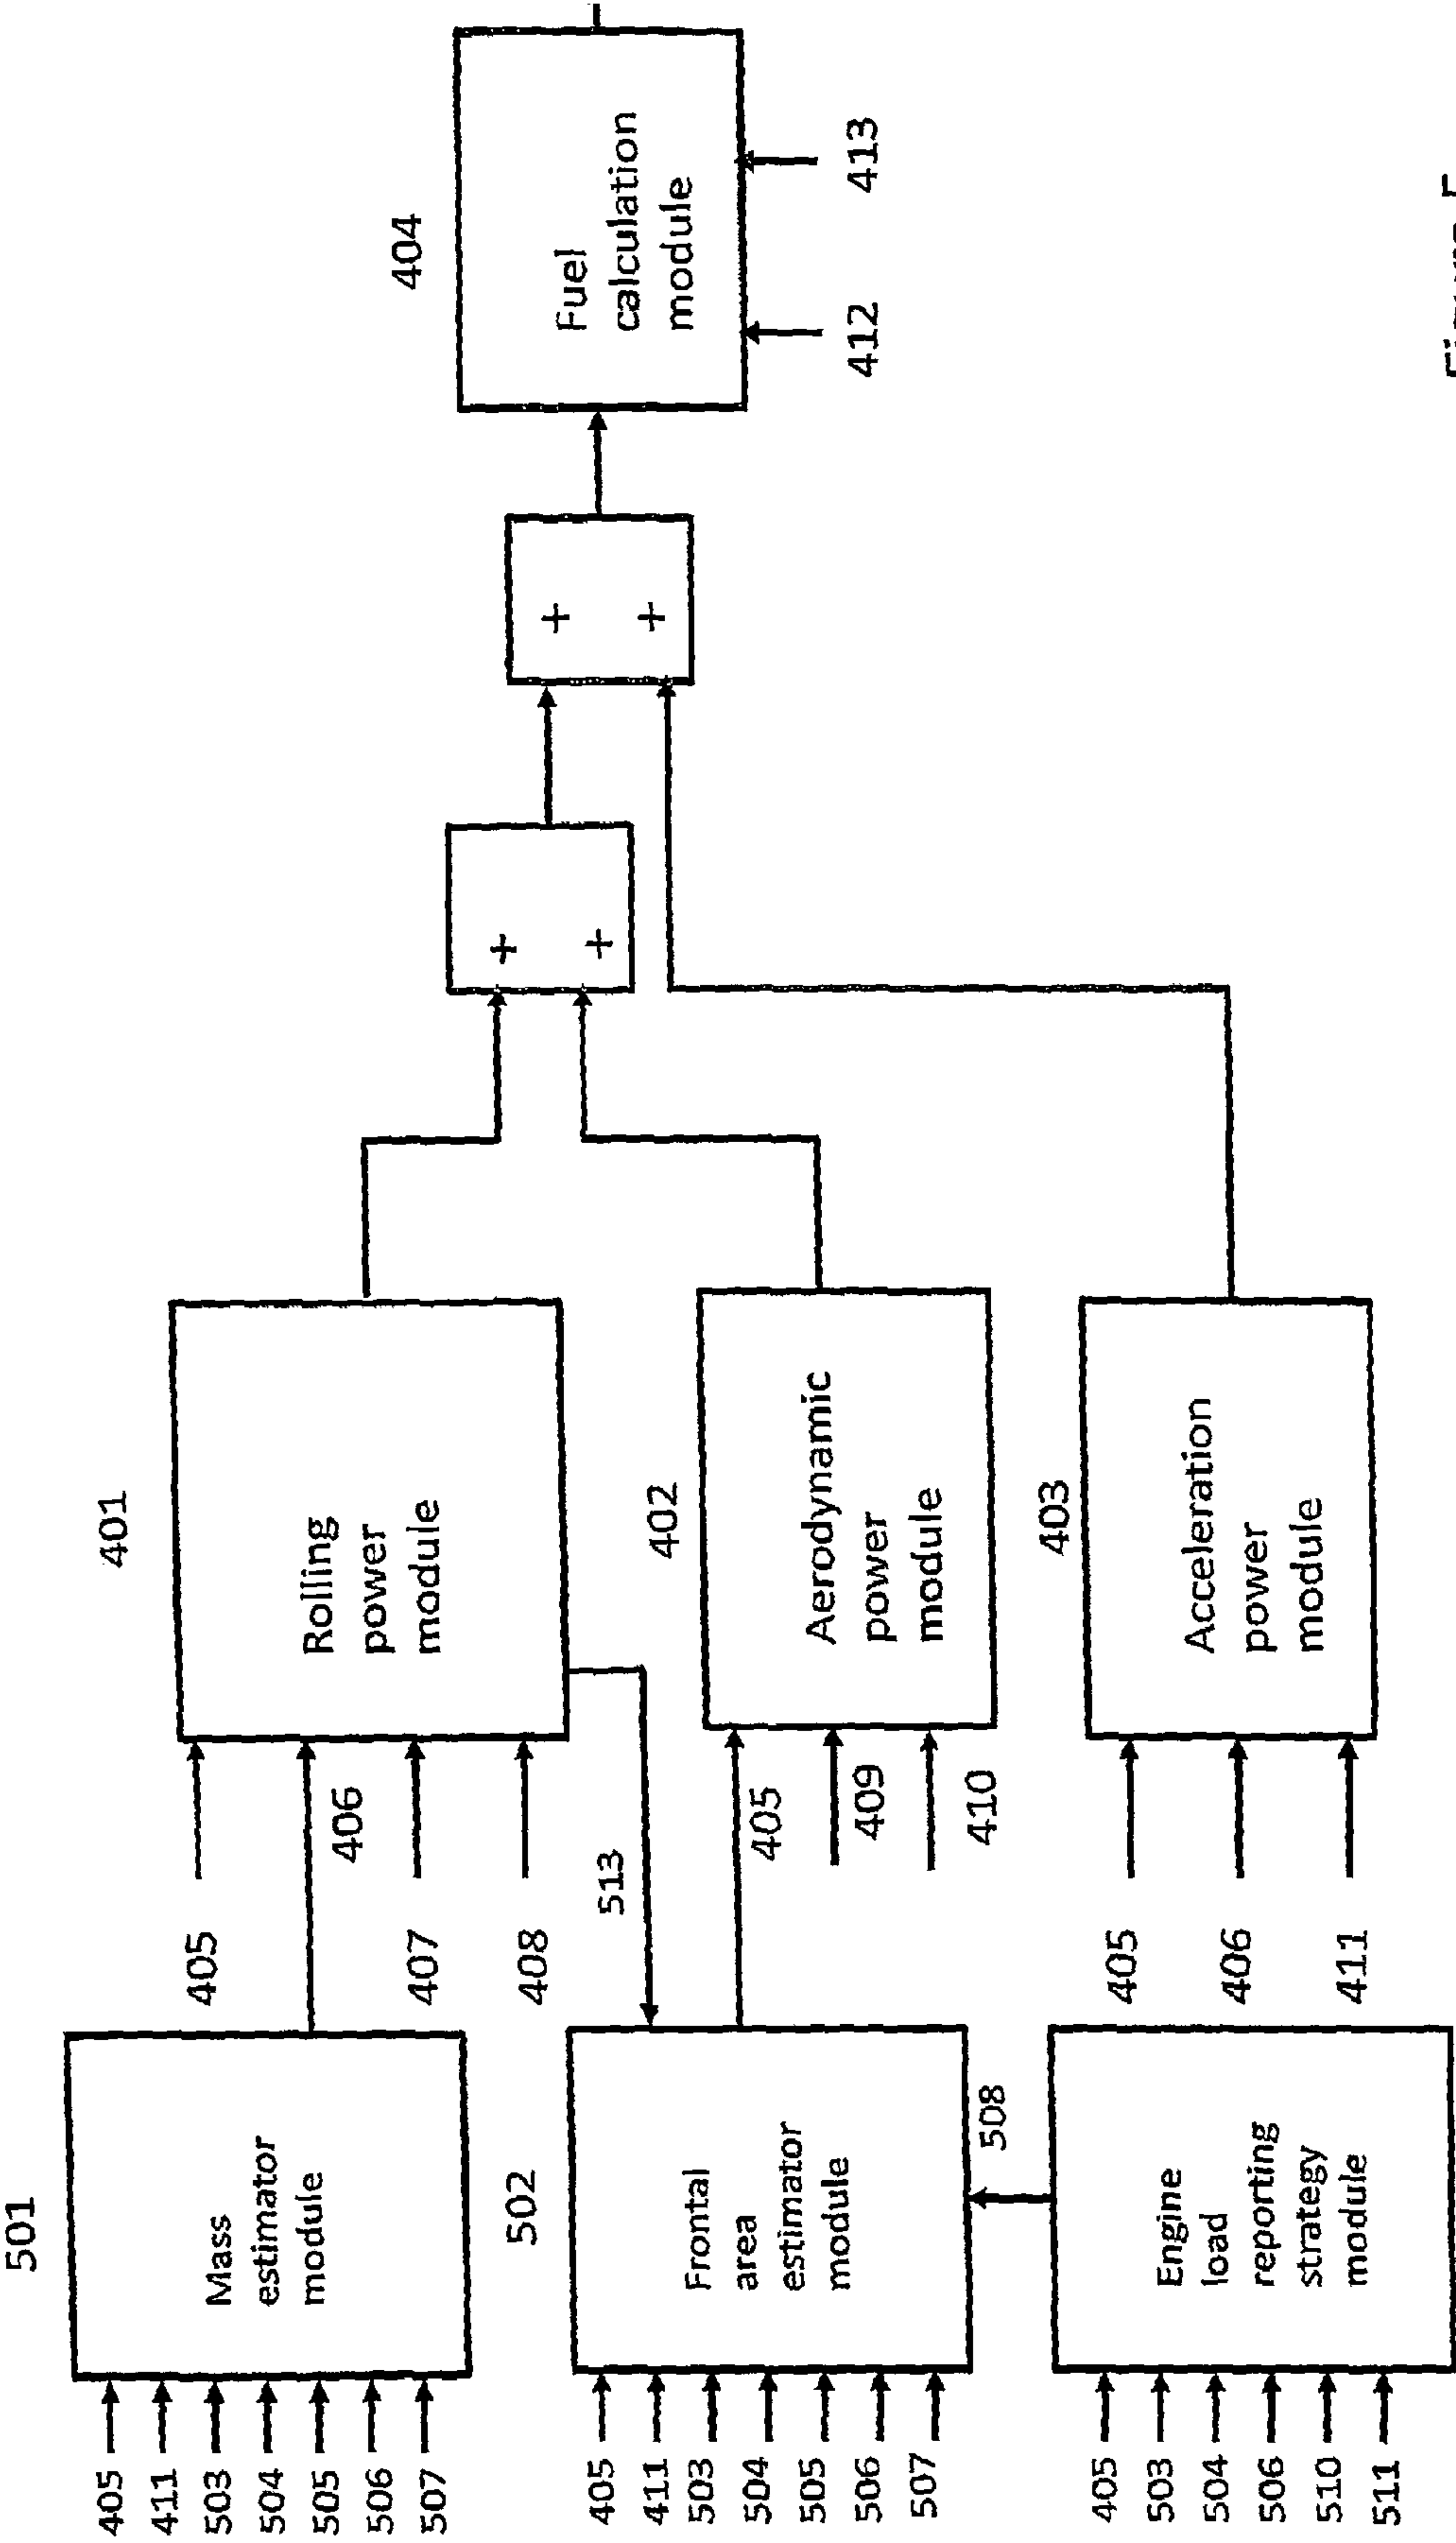 501
405
411
503
504
505
506
507
Mass
estimator
module
401
405
406
407
408
Rolling
power
module
513
502
405
411
503
504
505
506
507
Frontal
area
estimator
module
508
402
405
409
410
Aerodynamic
power
module
405
503
504
506
510
511
Engine
load
reporting
strategy
module
403
405
406
411
Acceleration
power
module
+
+
+
+
404
Fuel
calculation
module
412
413